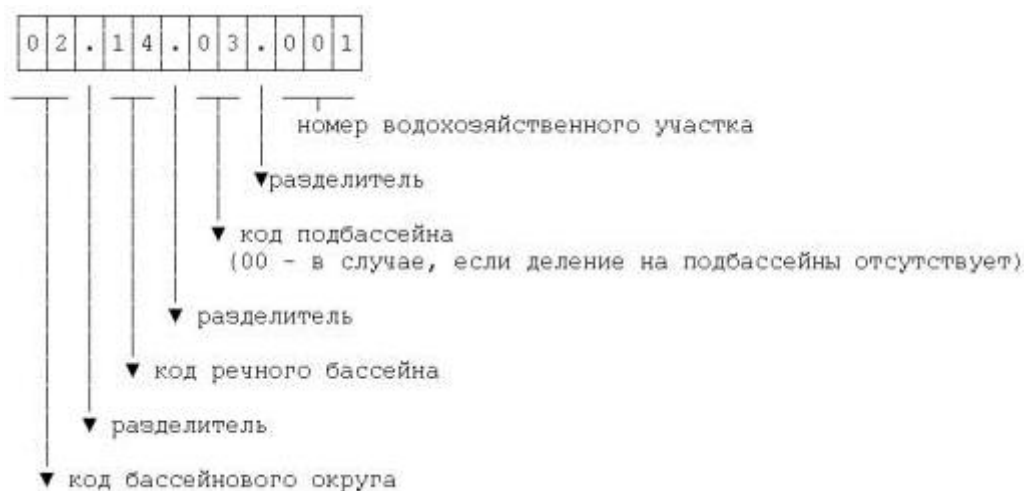 02.14.03.001
номер водохозяйственного участка
разделитель
код подбассейна
(00 - в случае, если деление на подбассейны отсутствует)
разделитель
код речного бассейна
разделитель
код бассейнового округа